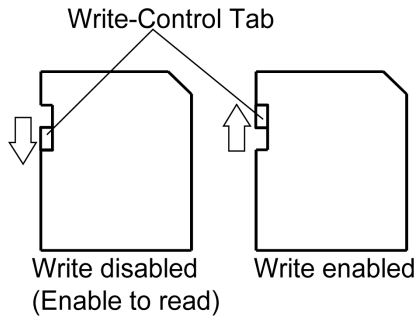 Write-Control Tab
Write disabled
(Enable to read)
Write enabled